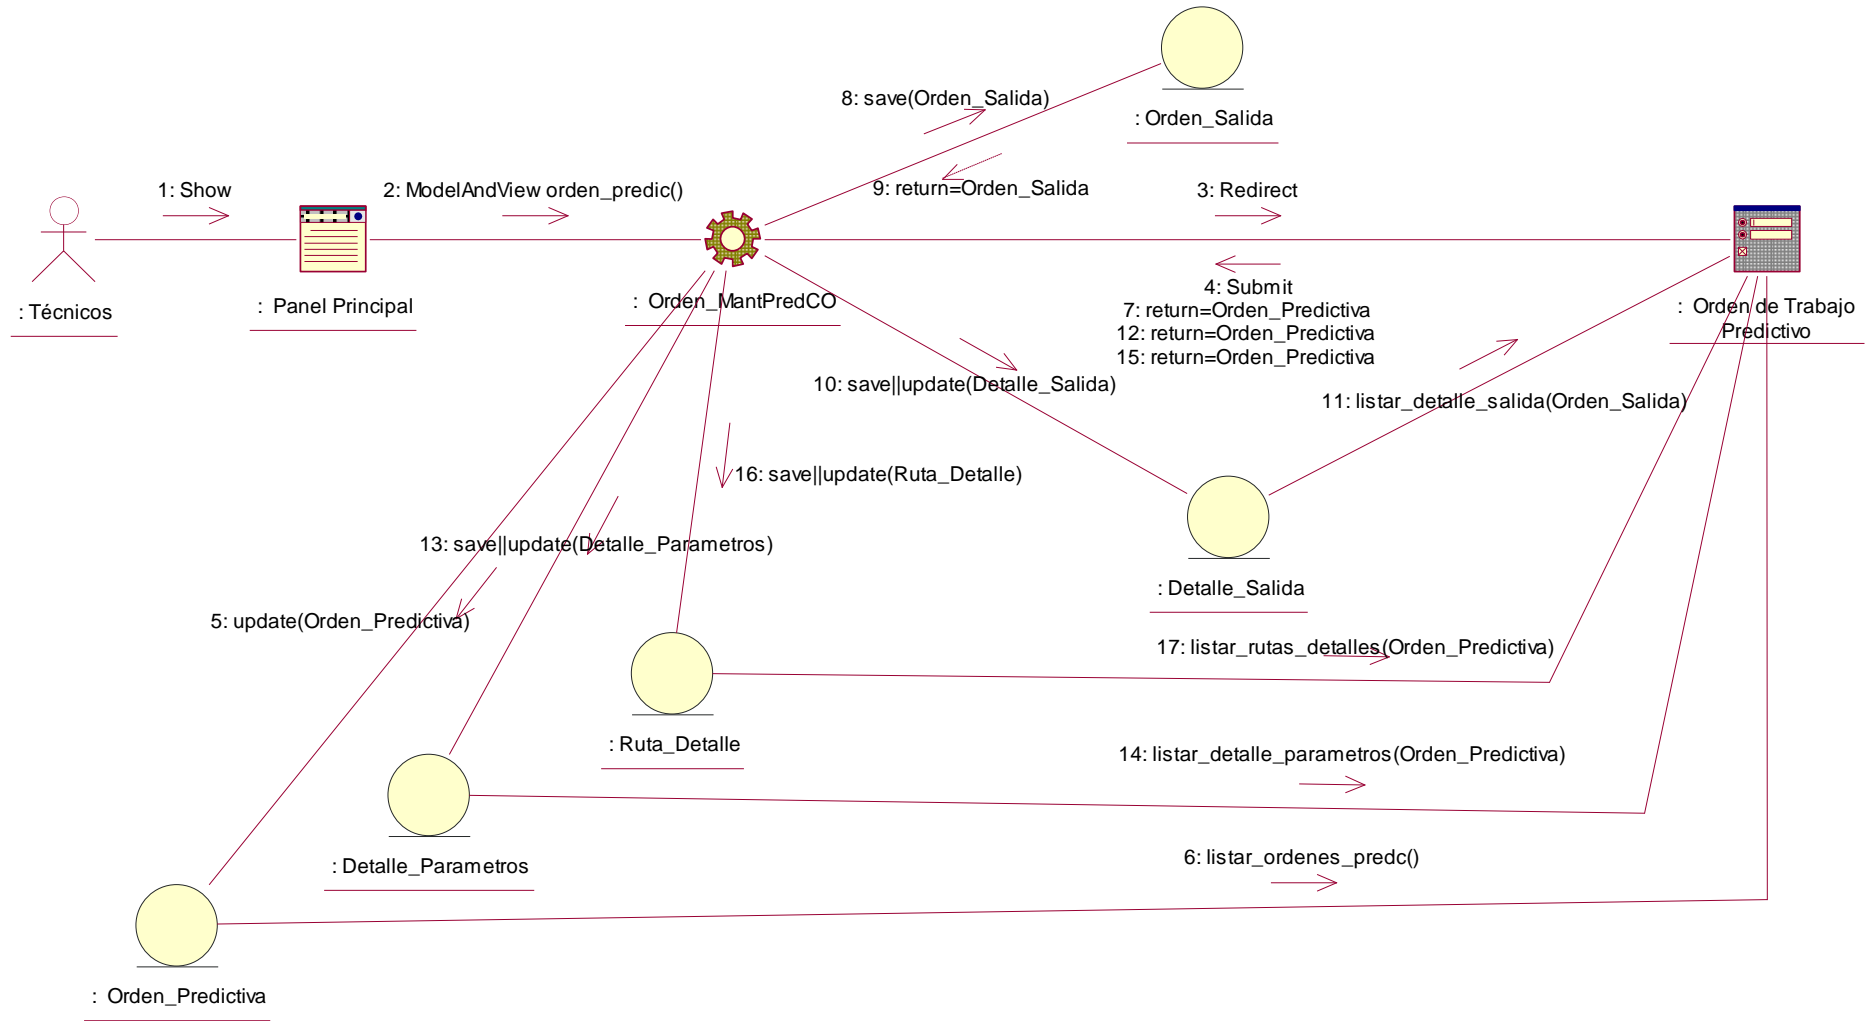 8: save(Orden_Salida)
: Orden_Salida
1: Show
2: ModelAndView orden_predic()
9: return=Orden_Salida
3: Redirect
4: Submit
7: return=Orden_Predictiva
12: return=Orden_Predictiva
15: return=Orden_Predictiva
: Técnicos
: Panel Principal
: Orden_MantPredCO
: Orden de Trabajo
Predictivo
10: save||update(Detalle_Salida)
11: listar_detalle_salida(Orden_Salida)
16: save||update(Ruta_Detalle)
13: save||update(Detalle_Parametros)
: Detalle_Salida
5: update(Orden_Predictiva)
17: listar_rutas_detalles(Orden_Predictiva)
: Ruta_Detalle
14: listar_detalle_parametros(Orden_Predictiva)
: Detalle_Parametros
6: listar_ordenes_predc()
: Orden_Predictiva